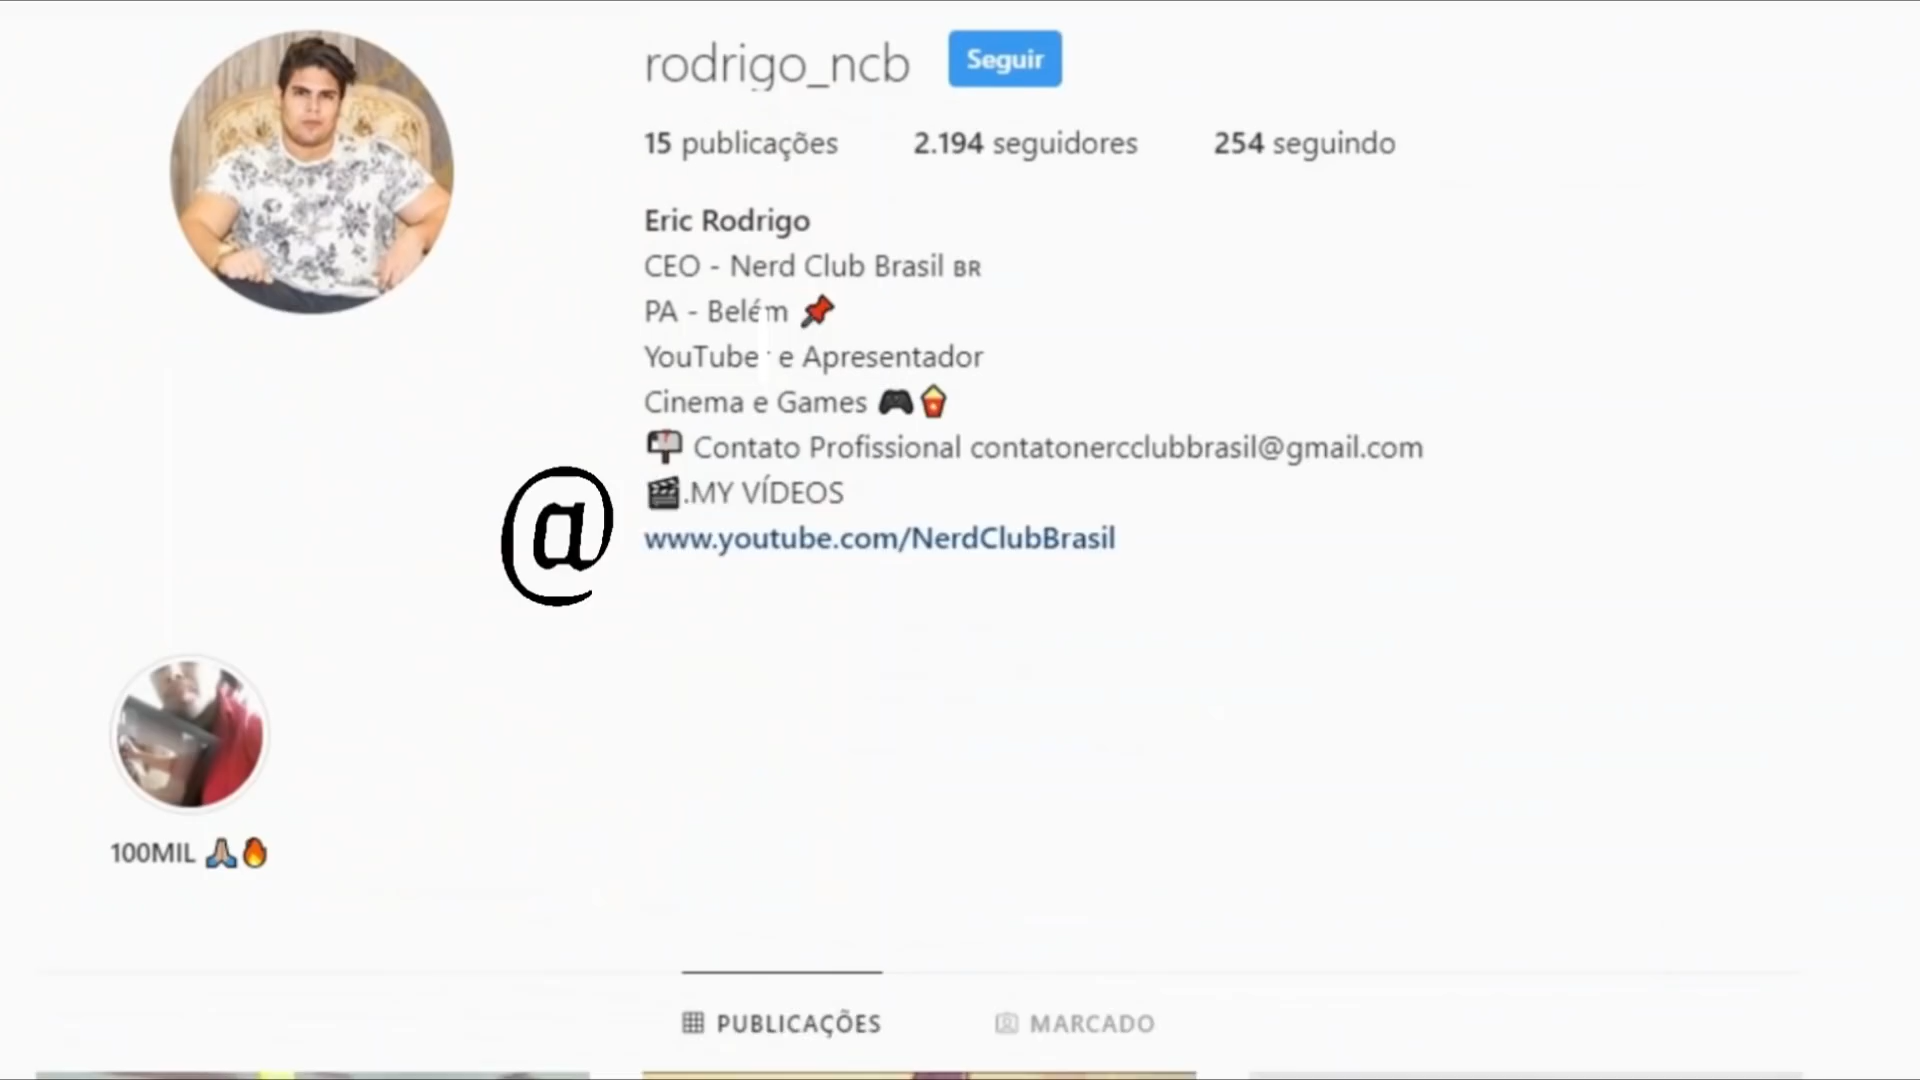 rodrigo_ncb Seguir
15 publicações 2.194 seguidores 254 seguindo
Eric Rodrigo
CEO - Nerd Club Brasil BR
PA - Belém 📌
YouTuber e Apresentador
Cinema e Games 🎮🍿
📬 Contato Profissional contatonercclubbrasil@gmail.com
🎬.MY VÍDEOS
@
www.youtube.com/NerdClubBrasil
100MIL 🙏🔥
PUBLICAÇÕES MARCADO